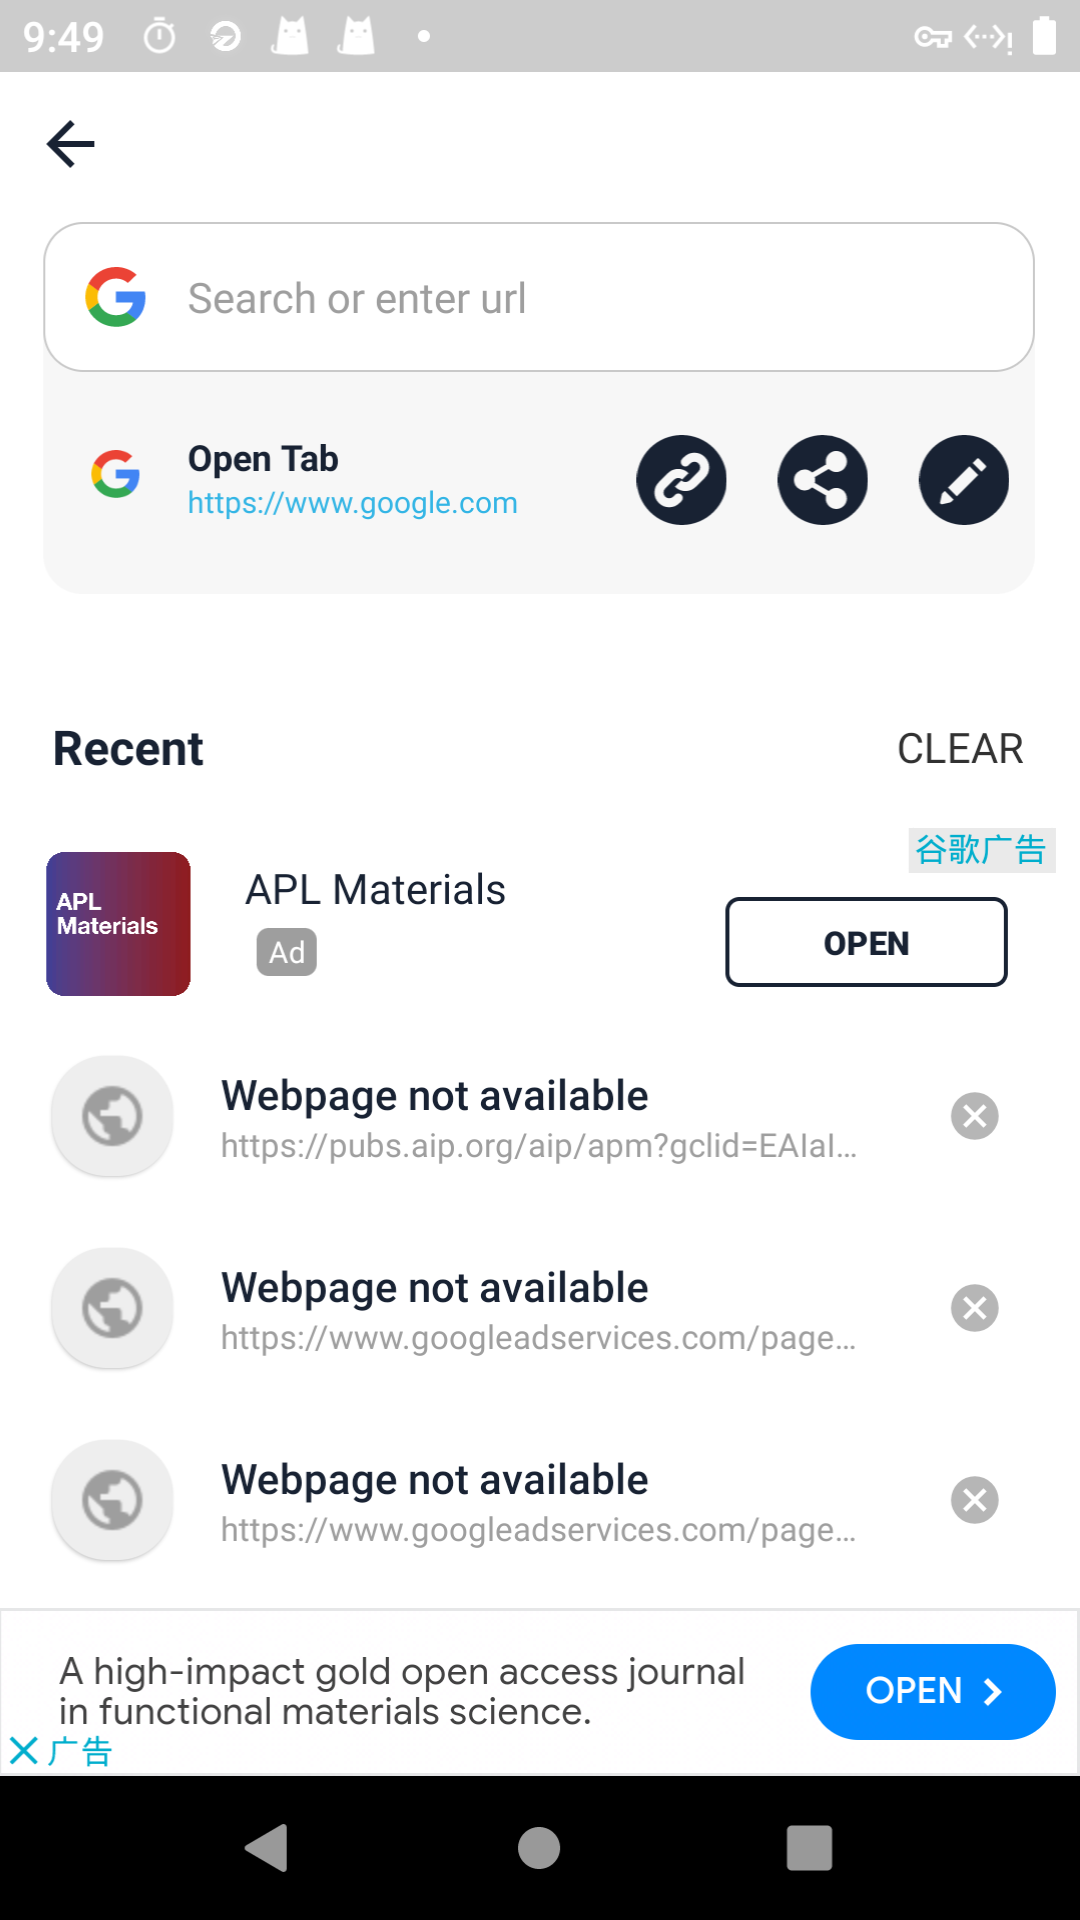 9:49
Search or enter url
Open Tab
https://www.google.com
Recent
CLEAR
谷歌广告
APL
Materials
APL Materials
Ad
OPEN
Webpage not available
https://pubs.aip.org/aip/apm?gclid=EAIaI...
Webpage not available
https://www.googleadservices.com/page...
Webpage not available
https://www.googleadservices.com/page...
A high-impact gold open access journal
in functional materials science.
OPEN
广告